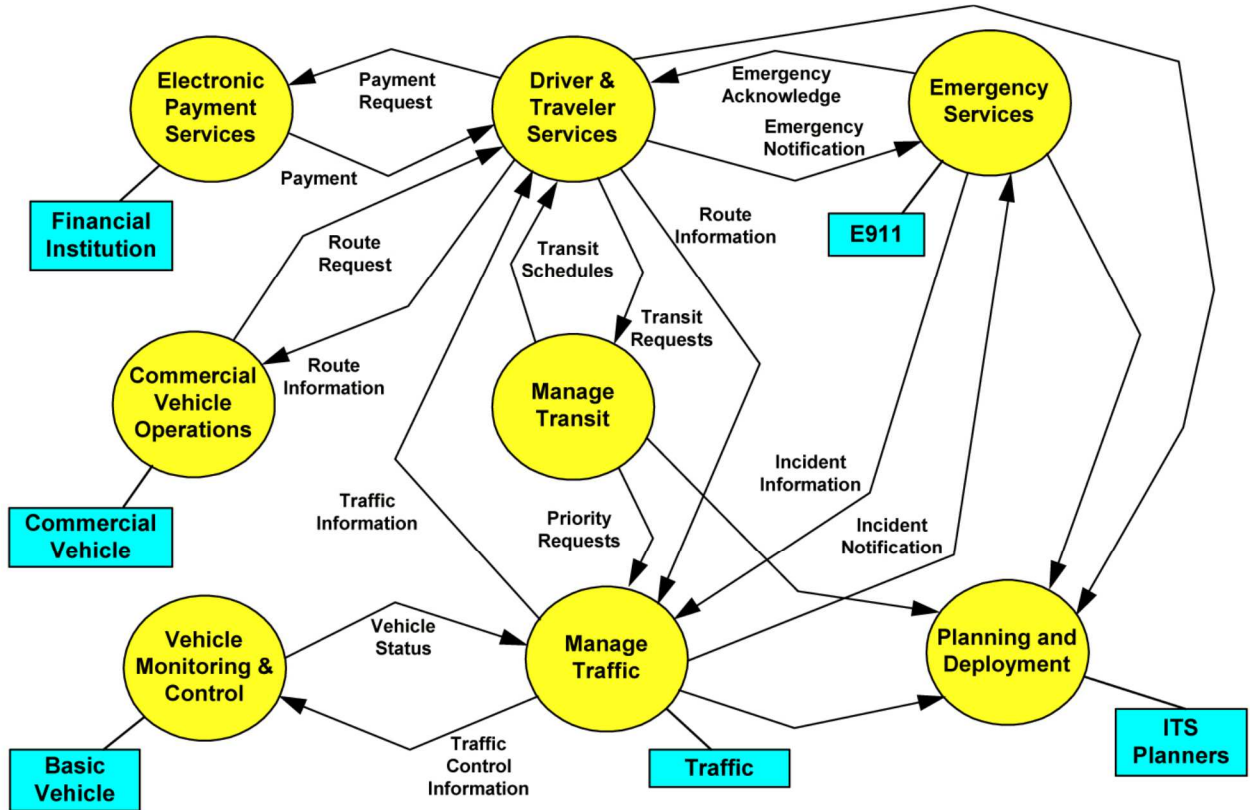 Electronic
Payment
Services
Payment
Request
Driver &
Traveler
Services
Emergency
Acknowledge
Emergency
Services
Emergency
Notification
Payment
Financial
Institution
Route
Request
Transit
Schedules
Route
Information
E911
Transit
Requests
Commercial
Vehicle
Operations
Route
Information
Manage
Transit
Commercial
Vehicle
Traffic
Information
Priority
Requests
Incident
Information
Incident
Notification
Vehicle
Monitoring &
Control
Vehicle
Status
Manage
Traffic
Planning and
Deployment
Basic
Vehicle
Traffic
Control
Information
Traffic
ITS
Planners